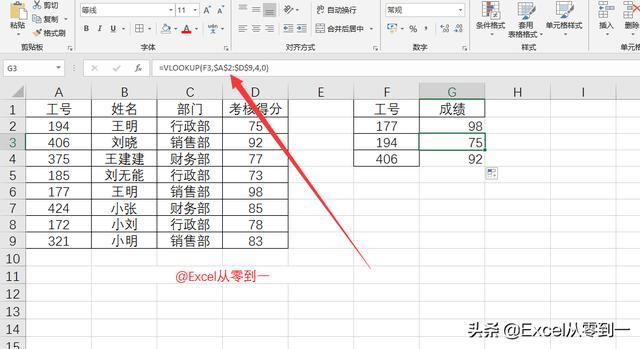 剪切
复制
粘贴
格式刷
剪贴板
等线
11
B I U
字体
自动换行
合并后居中
对齐方式
常规
数字
条件格式
套用
表格格式
单元格样式
样式
插入
删除
单元格
G3
fx
=VLOOKUP(F3,$A$2:$D$9,4,0)
A B C D E F G H I
1 工号 姓名 部门 考核得分 工号 成绩
2 194 王明 行政部 75 177 98
3 406 刘晓 销售部 92 194 75
4 375 王建建 财务部 77 406 92
5 185 刘无能 行政部 73
6 177 王明 销售部 98
7 424 小张 财务部 85
8 172 小刘 行政部 78
9 321 小明 销售部 83
10
11 @Excel从零到一
12
13
14
头条 @Excel从零到一